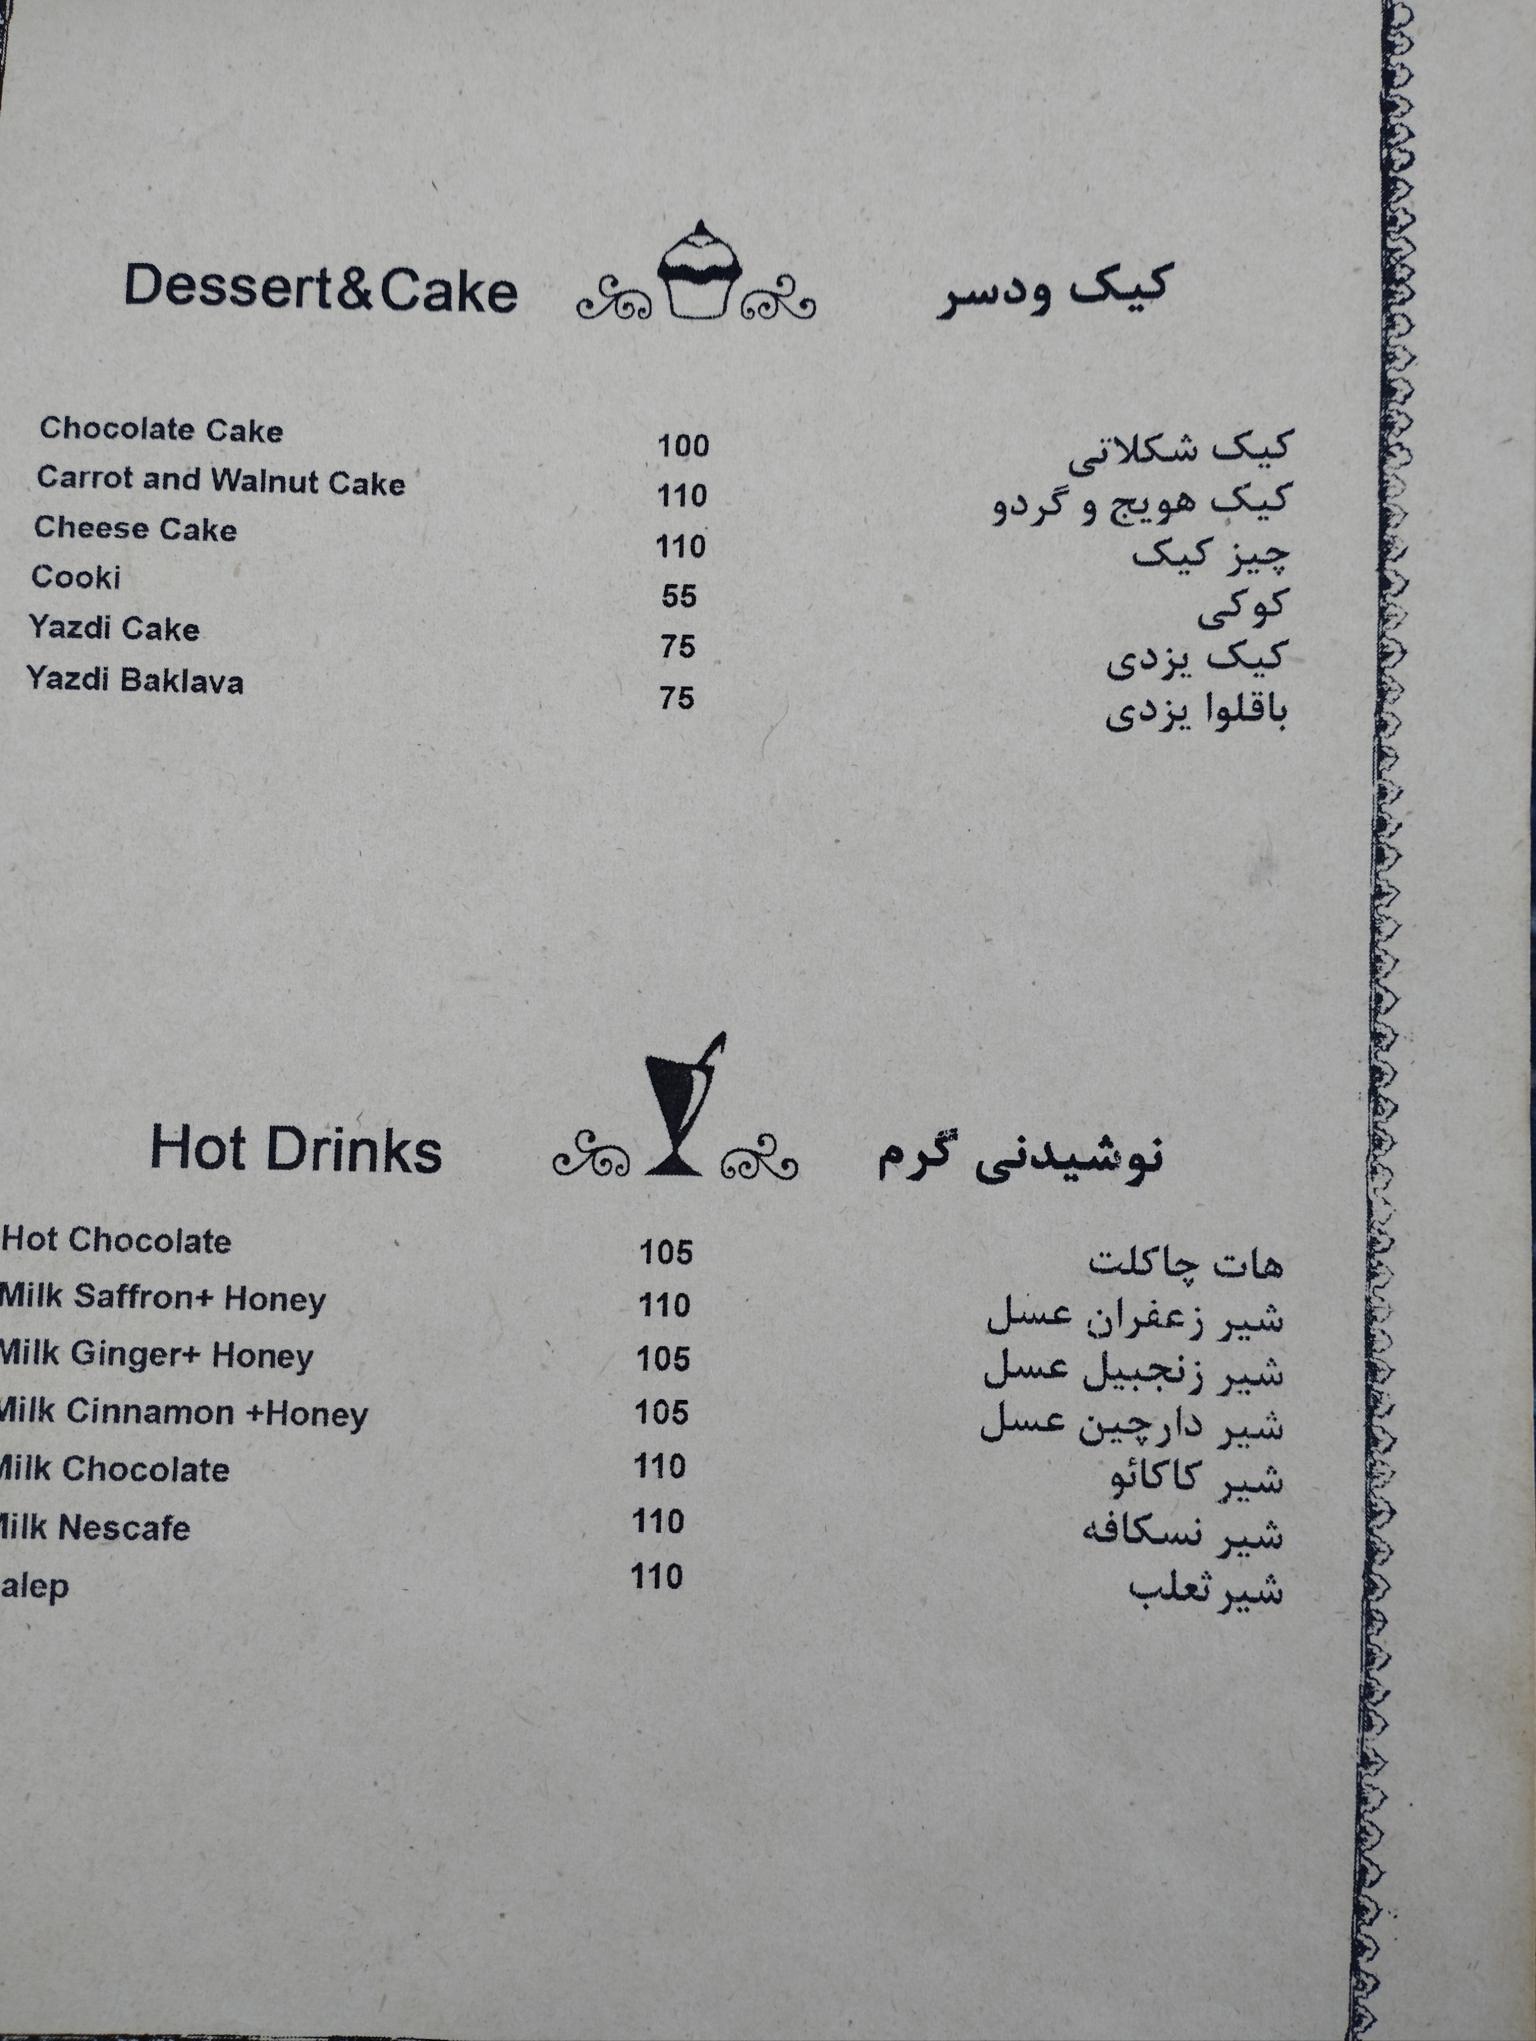 Dessert&Cake کیک ودسر
Chocolate Cake 100 کیک شکلاتی
Carrot and Walnut Cake 110 کیک هویج و گردو
Cheese Cake 110 چیز کیک
Cooki 55 کوکی
Yazdi Cake 75 کیک یزدی
Yazdi Baklava 75 باقلوا یزدی
Hot Drinks نوشیدنی گرم
Hot Chocolate 105 هات چاکلت
Milk Saffron+ Honey 110 شیر زعفران عسل
Milk Ginger+ Honey 105 شیر زنجبیل عسل
Milk Cinnamon +Honey 105 شیر دارچین عسل
Milk Chocolate 110 شیر کاکائو
Milk Nescafe 110 شیر نسکافه
alep 110 شیر ثعلب